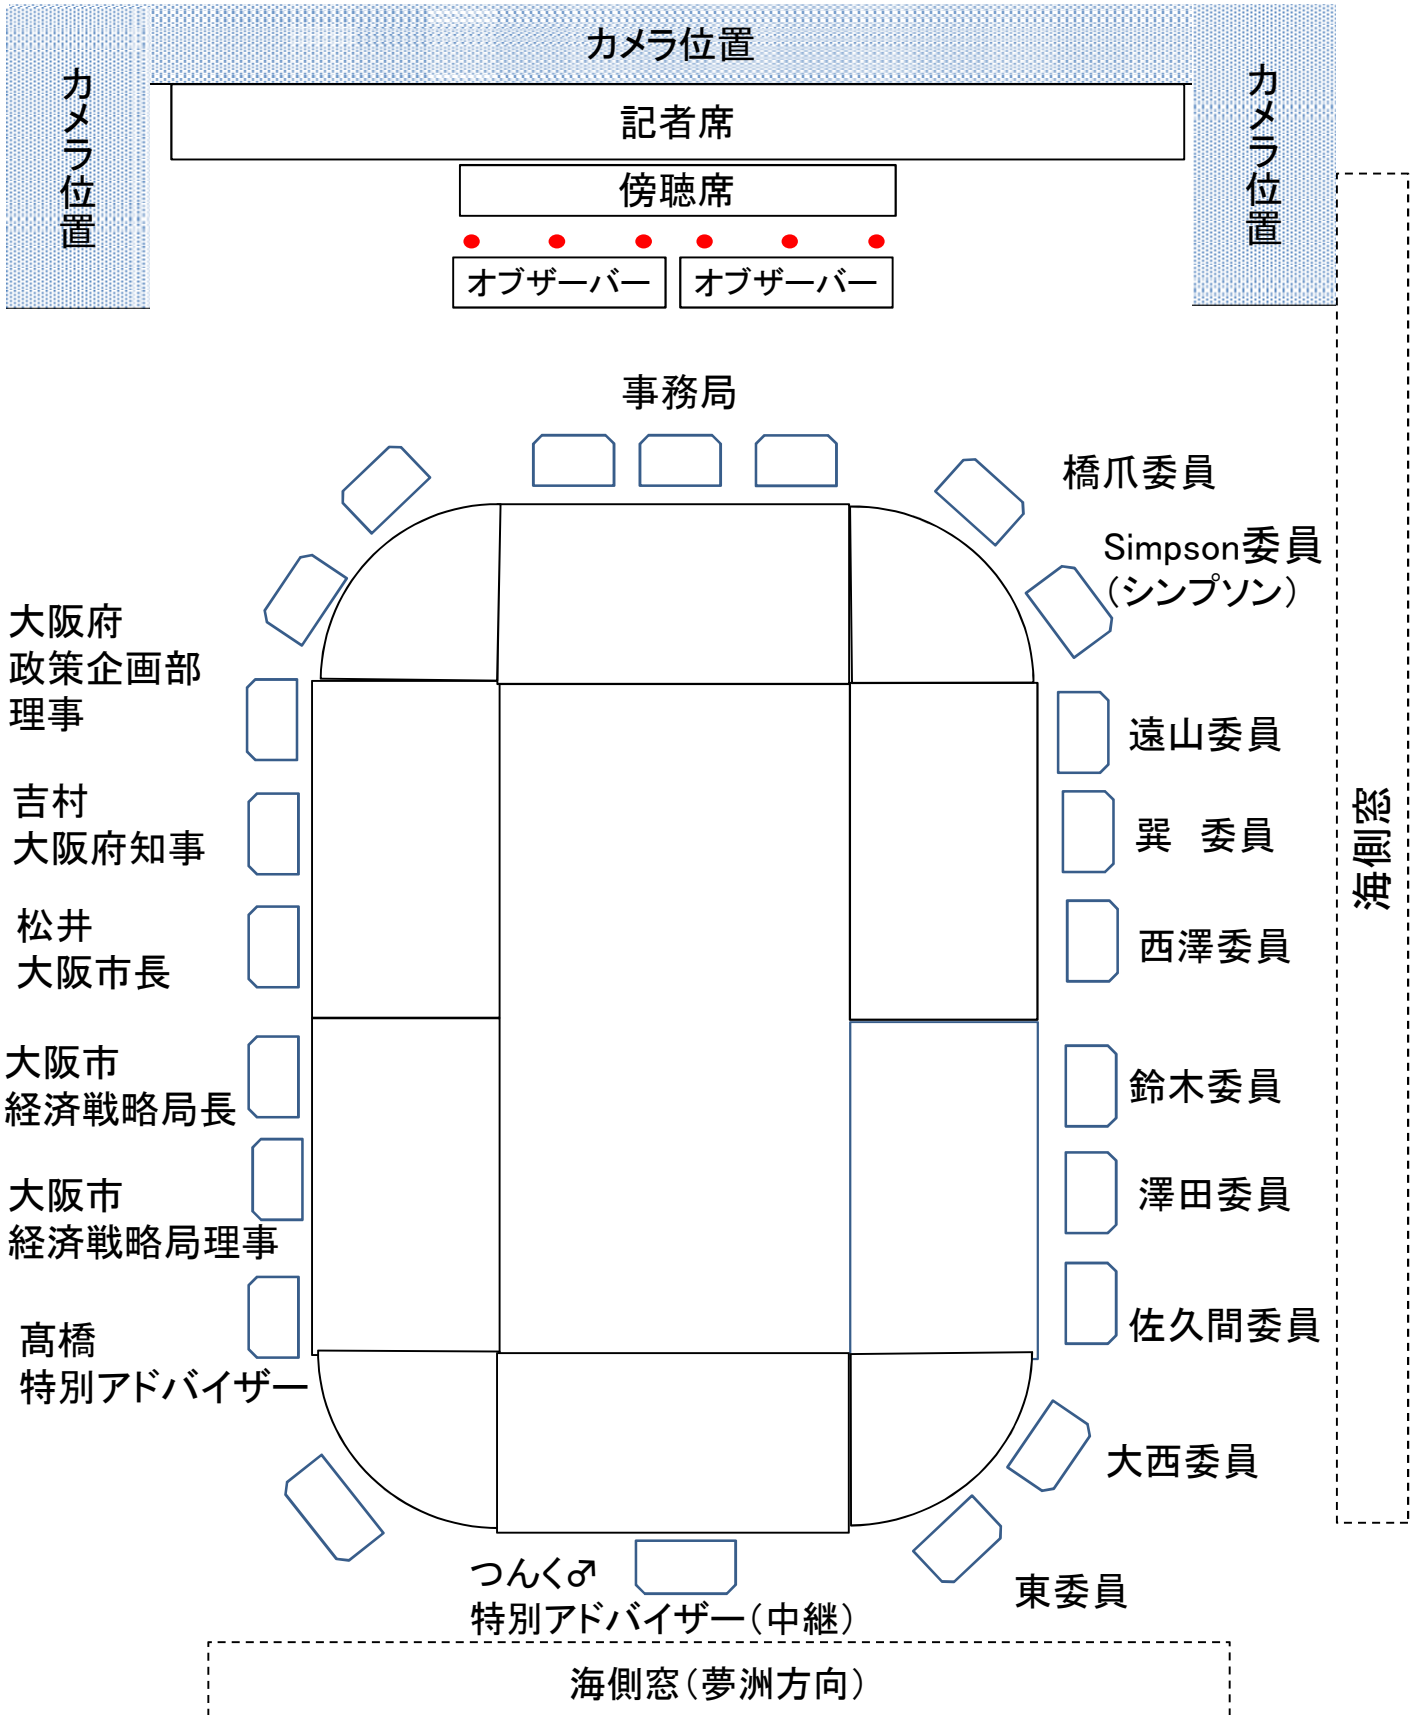 カメラ位置
カメラ位置
カメラ位置
記者席
傍聴席
オブザーバー
オブザーバー
事務局
橋爪委員
Simpson委員
(シンプソン)
大阪府
政策企画部
理事
遠山委員
吉村
大阪府知事
巽　委員
海側窓
松井
大阪市長
西澤委員
大阪市
経済戦略局長
鈴木委員
大阪市
経済戦略局理事
澤田委員
髙橋
特別アドバイザー
佐久間委員
大西委員
つんく♂
特別アドバイザー(中継)
東委員
海側窓(夢洲方向)